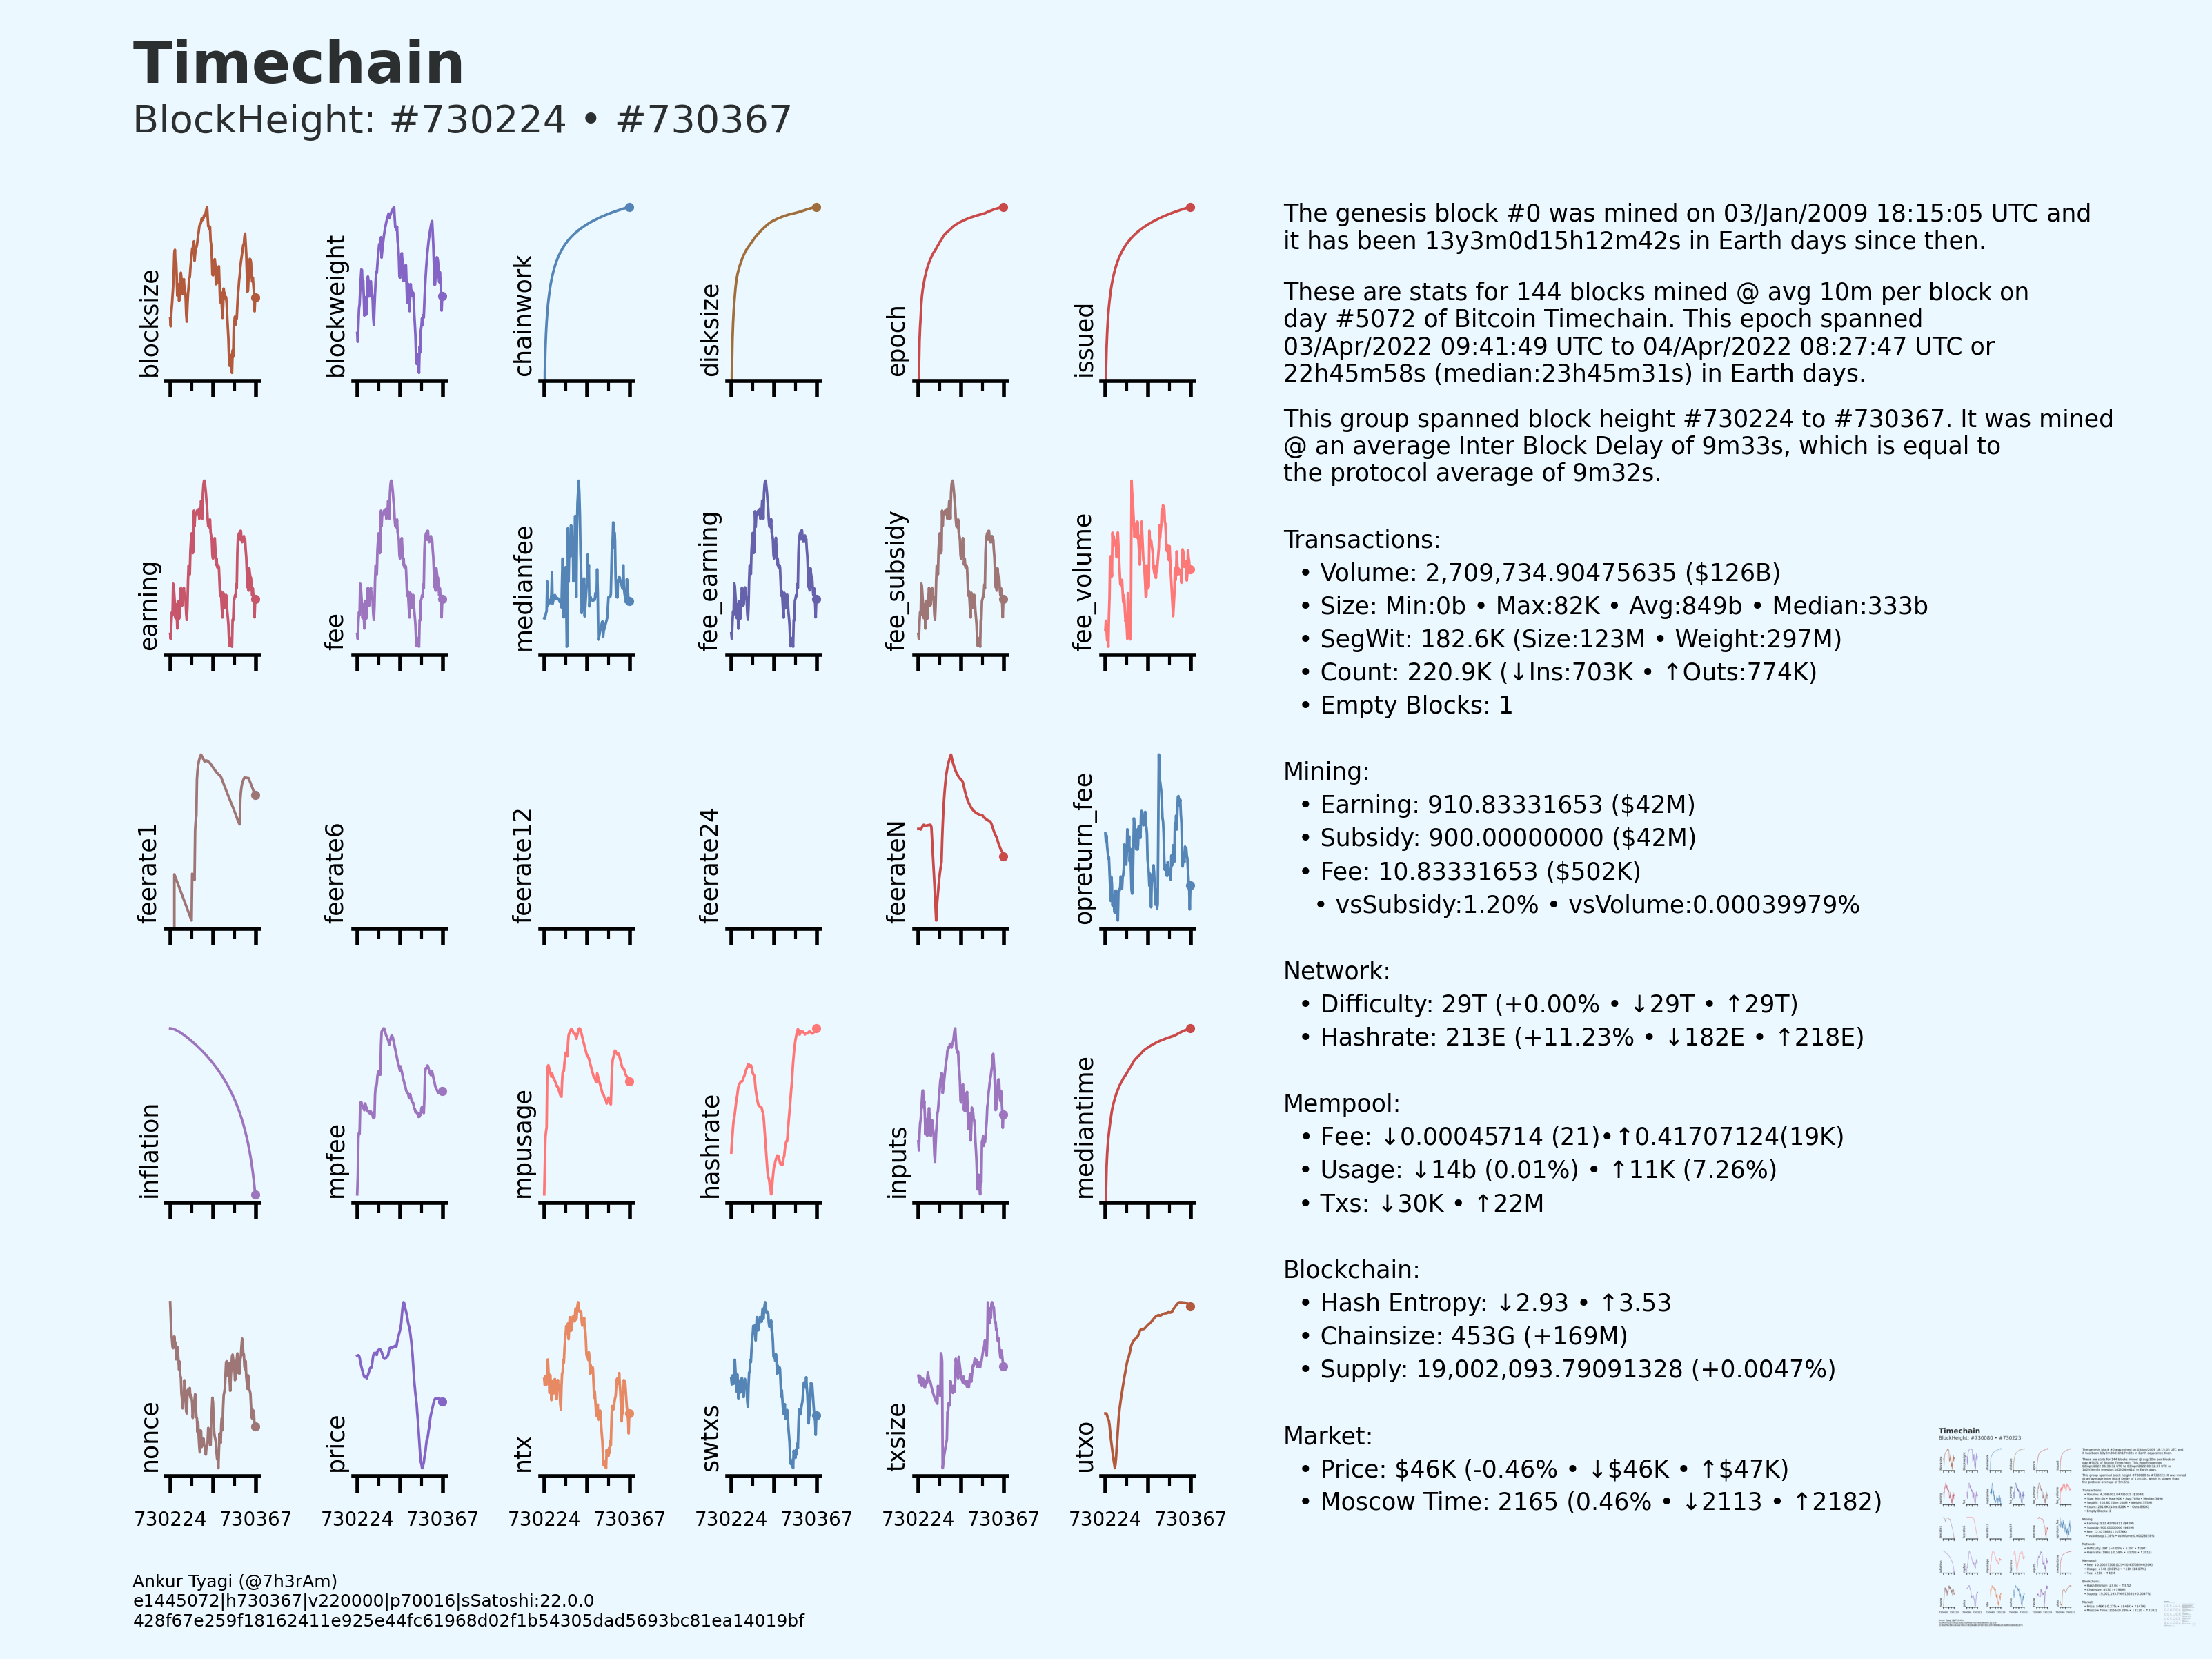 Timechain
BlockHeight: #730224 • #730367
blocksize
blockweight
chainwork
disksize
epoch
issued
earning
fee
medianfee
fee_earning
fee_subsidy
fee_volume
feerate1
feerate6
feerate12
feerate24
feerateN
opreturn_fee
inflation
mpfee
mpusage
hashrate
inputs
mediantime
nonce
price
ntx
swtxs
txsize
utxo
730224 730367 730224 730367 730224 730367
The genesis block #0 was mined on 03/Jan/2009 18:15:05 UTC and
it has been 13y3m0d15h12m42s in Earth days since then.
These are stats for 144 blocks mined @ avg 10m per block on
day #5072 of Bitcoin Timechain. This epoch spanned
03/Apr/2022 09:41:49 UTC to 04/Apr/2022 08:27:47 UTC or
22h45m58s (median:23h45m31s) in Earth days.
This group spanned block height #730224 to #730367. It was mined
@ an average Inter Block Delay of 9m33s, which is equal to
the protocol average of 9m32s.
Transactions:
• Volume: 2,709,734.90475635 ($126B)
• Size: Min:0b • Max:82K • Avg:849b • Median:333b
• SegWit: 182.6K (Size:123M • Weight:297M)
• Count: 220.9K (↓Ins:703K • ↑Outs:774K)
• Empty Blocks: 1
Mining:
• Earning: 910.83331653 ($42M)
• Subsidy: 900.00000000 ($42M)
• Fee: 10.83331653 ($502K)
• vsSubsidy:1.20% • vsVolume:0.00039979%
Network:
• Difficulty: 29T (+0.00% • ↓29T • ↑29T)
• Hashrate: 213E (+11.23% • ↓182E • ↑218E)
Mempool:
• Fee: ↓0.00045714 (21)•↑0.41707124(19K)
• Usage: ↓14b (0.01%) • ↑11K (7.26%)
• Txs: ↓30K • ↑22M
Blockchain:
• Hash Entropy: ↓2.93 • ↑3.53
• Chainsize: 453G (+169M)
• Supply: 19,002,093.79091328 (+0.0047%)
Market:
• Price: $46K (-0.46% • ↓$46K • ↑$47K)
• Moscow Time: 2165 (0.46% • ↓2113 • ↑2182)
Ankur Tyagi (@7h3rAm)
e1445072|h730367|v220000|p70016|sSatoshi:22.0.0
428f67e259f18162411e925e44fc61968d02f1b54305dad5693bc81ea14019bf
Timechain
BlockHeight: #730080 • #730223